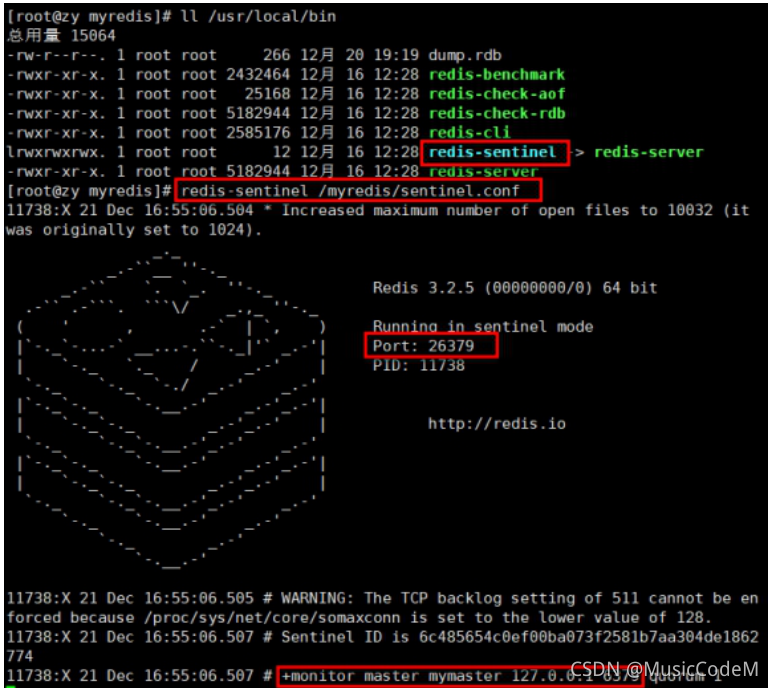 [root@zy myredis]# ll /usr/local/bin
总用量 15064
-rw-r--r--. 1 root root     266 12月 20 19:19 dump.rdb
-rwxr-xr-x. 1 root root 2432464 12月 16 12:28 redis-benchmark
-rwxr-xr-x. 1 root root   25168 12月 16 12:28 redis-check-aof
-rwxr-xr-x. 1 root root 5182944 12月 16 12:28 redis-check-rdb
-rwxr-xr-x. 1 root root 2585176 12月 16 12:28 redis-cli
lrwxrwxrwx. 1 root root      12 12月 16 12:28 redis-sentinel -> redis-server
-rwxr-xr-x. 1 root root 5182944 12月 16 12:28 redis-server
[root@zy myredis]# redis-sentinel /myredis/sentinel.conf
11738:X 21 Dec 16:55:06.504 * Increased maximum number of open files to 10032 (it
was originally set to 1024).
Redis 3.2.5 (00000000/0) 64 bit
Running in sentinel mode
Port: 26379
PID: 11738
http://redis.io
11738:X 21 Dec 16:55:06.505 # WARNING: The TCP backlog setting of 511 cannot be en
forced because /proc/sys/net/core/somaxconn is set to the lower value of 128.
11738:X 21 Dec 16:55:06.507 # Sentinel ID is 6c485654c0ef00ba073f2581b7aa304de1862
774
11738:X 21 Dec 16:55:06.507 # +monitor master mymaster 127.0.0.1 6379 quorum 1
CSDN @MusicCodeM